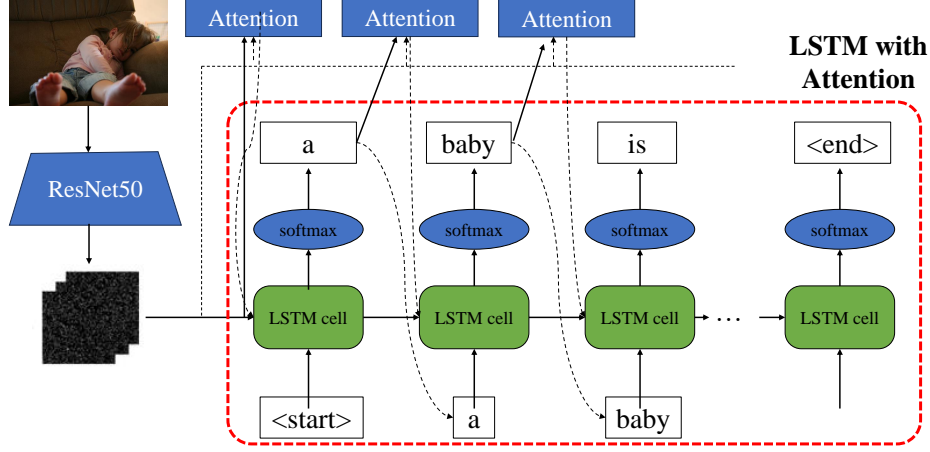 Attention Attention Attention
LSTM with
Attention
a baby is <end>
ResNet50
softmax softmax softmax softmax
LSTM cell LSTM cell LSTM cell ... LSTM cell
<start> a baby